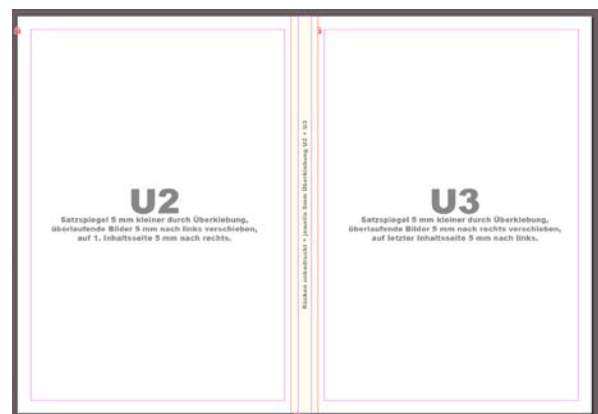 U2
Satzspiegel 5 mm kleiner durch Überklebung,
überlaufende Bilder 5 mm nach links verschieben,
auf 1. Inhaltsseite 5 mm nach rechts.
Rücken unbedruckt + jeweils 5mm Überklebung U2 + U3
U3
Satzspiegel 5 mm kleiner durch Überklebung,
überlaufende Bilder 5 mm nach rechts verschieben,
auf letzter Inhaltsseite 5 mm nach links.